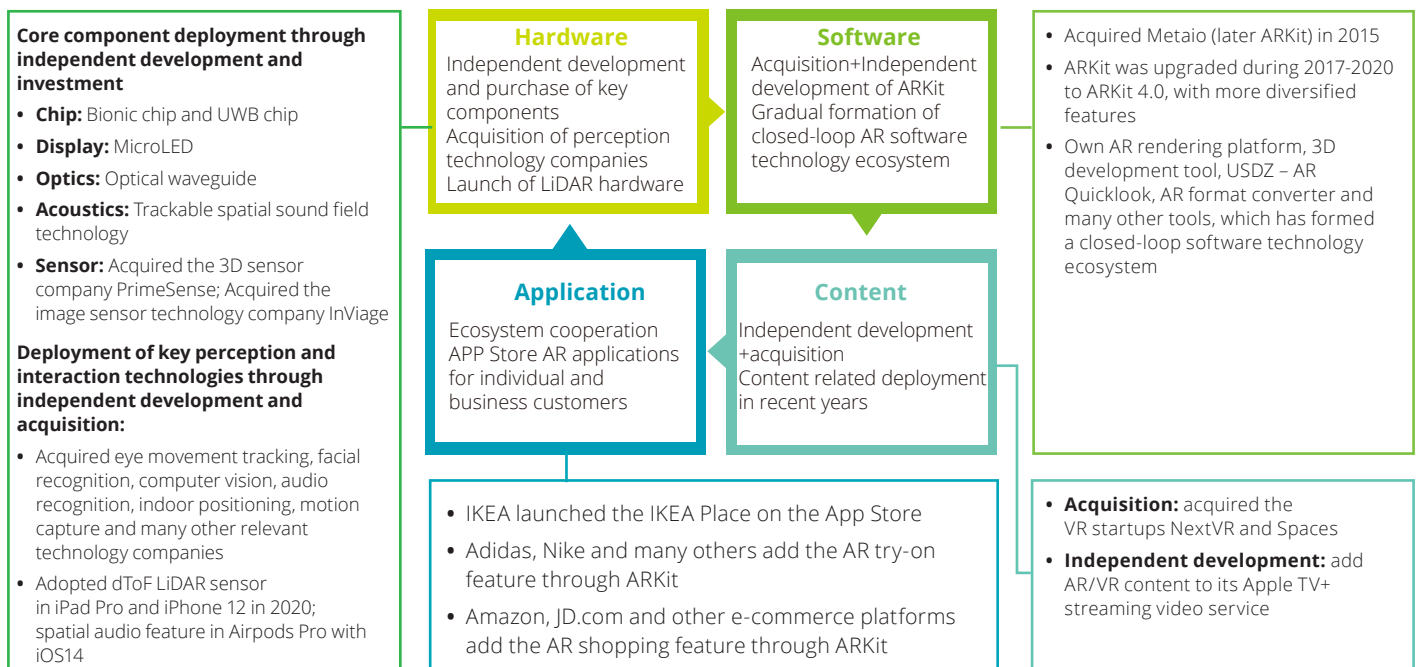 Core component deployment through
independent development and
investment
• Chip: Bionic chip and UWB chip
• Display: MicroLED
• Optics: Optical waveguide
• Acoustics: Trackable spatial sound field
technology
• Sensor: Acquired the 3D sensor
company PrimeSense; Acquired the
image sensor technology company InViage
Deployment of key perception and
interaction technologies through
independent development and
acquisition:
• Acquired eye movement tracking, facial
recognition, computer vision, audio
recognition, indoor positioning, motion
capture and many other relevant
technology companies
• Adopted dToF LiDAR sensor
in iPad Pro and iPhone 12 in 2020;
spatial audio feature in Airpods Pro with
iOS14
Hardware
Independent development
and purchase of key
components
Acquisition of perception
technology companies
Launch of LiDAR hardware
Software
Acquisition+Independent
development of ARKit
Gradual formation of
closed-loop AR software
technology ecosystem
• Acquired Metaio (later ARKit) in 2015
• ARKit was upgraded during 2017-2020
to ARKit 4.0, with more diversified
features
• Own AR rendering platform, 3D
development tool, USDZ – AR
Quicklook, AR format converter and
many other tools, which has formed
a closed-loop software technology
ecosystem
Application
Ecosystem cooperation
APP Store AR applications
for individual and
business customers
Content
Independent development
+acquisition
Content related deployment
in recent years
• IKEA launched the IKEA Place on the App Store
• Adidas, Nike and many others add the AR try-on
feature through ARKit
• Amazon, JD.com and other e-commerce platforms
add the AR shopping feature through ARKit
• Acquisition: acquired the
VR startups NextVR and Spaces
• Independent development: add
AR/VR content to its Apple TV+
streaming video service